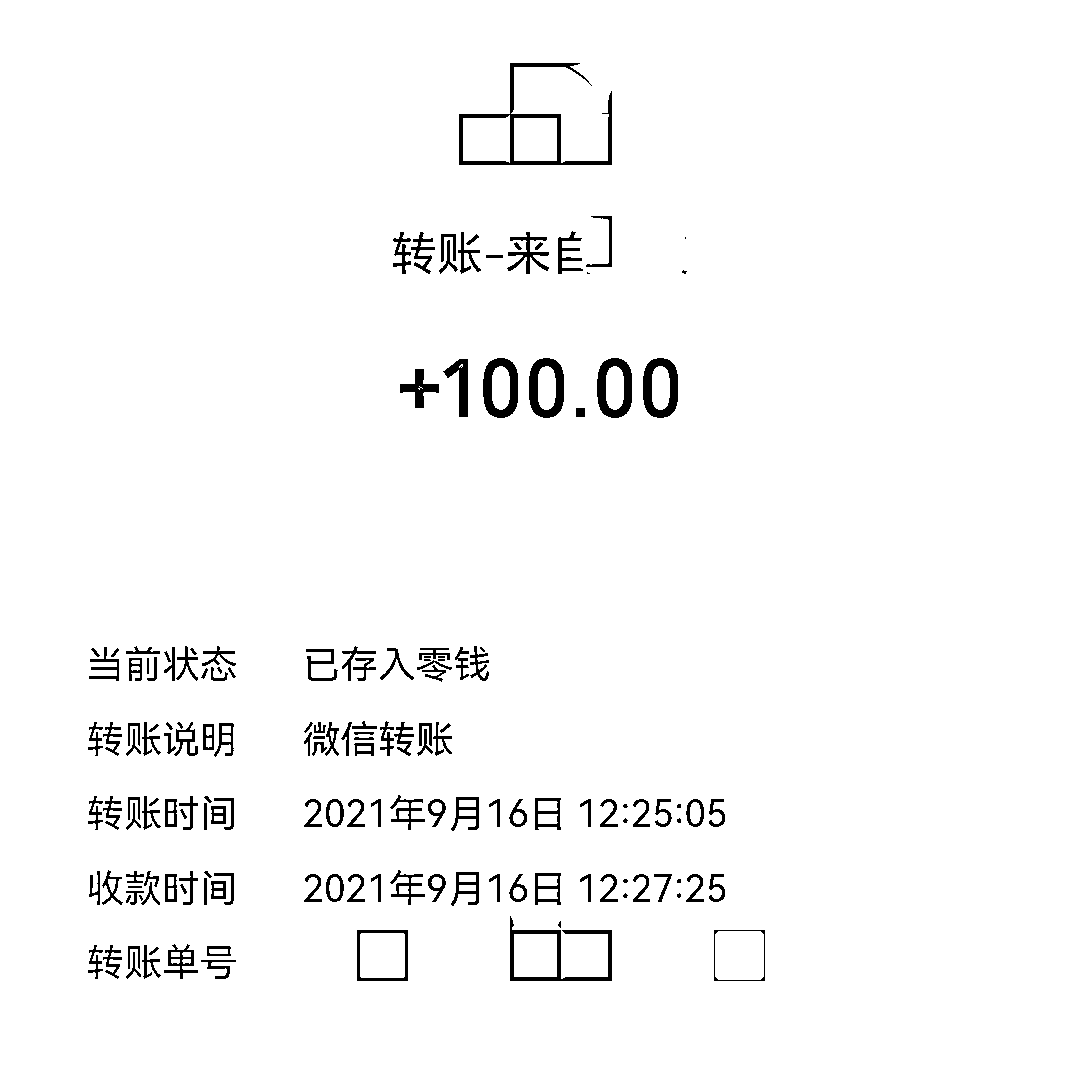 转账-来自
+100.00
当前状态 已存入零钱
转账说明 微信转账
转账时间 2021年9月16日 12:25:05
收款时间 2021年9月16日 12:27:25
转账单号